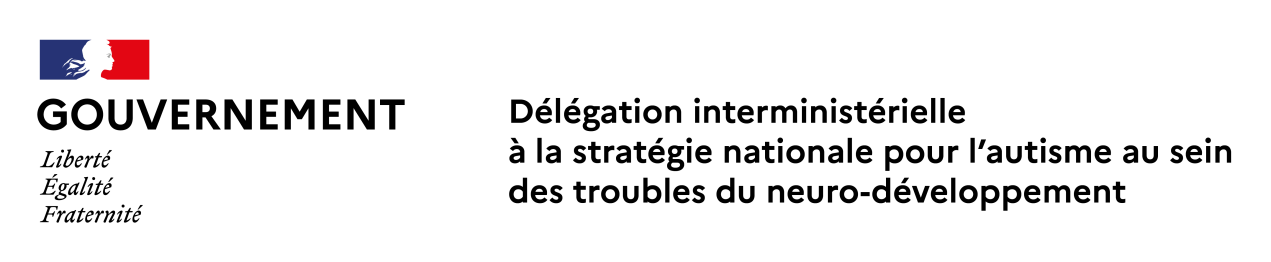 GOUVERNEMENT
Liberté
Égalité
Fraternité
Délégation interministérielle
à la stratégie nationale pour l’autisme au sein
des troubles du neuro-développement